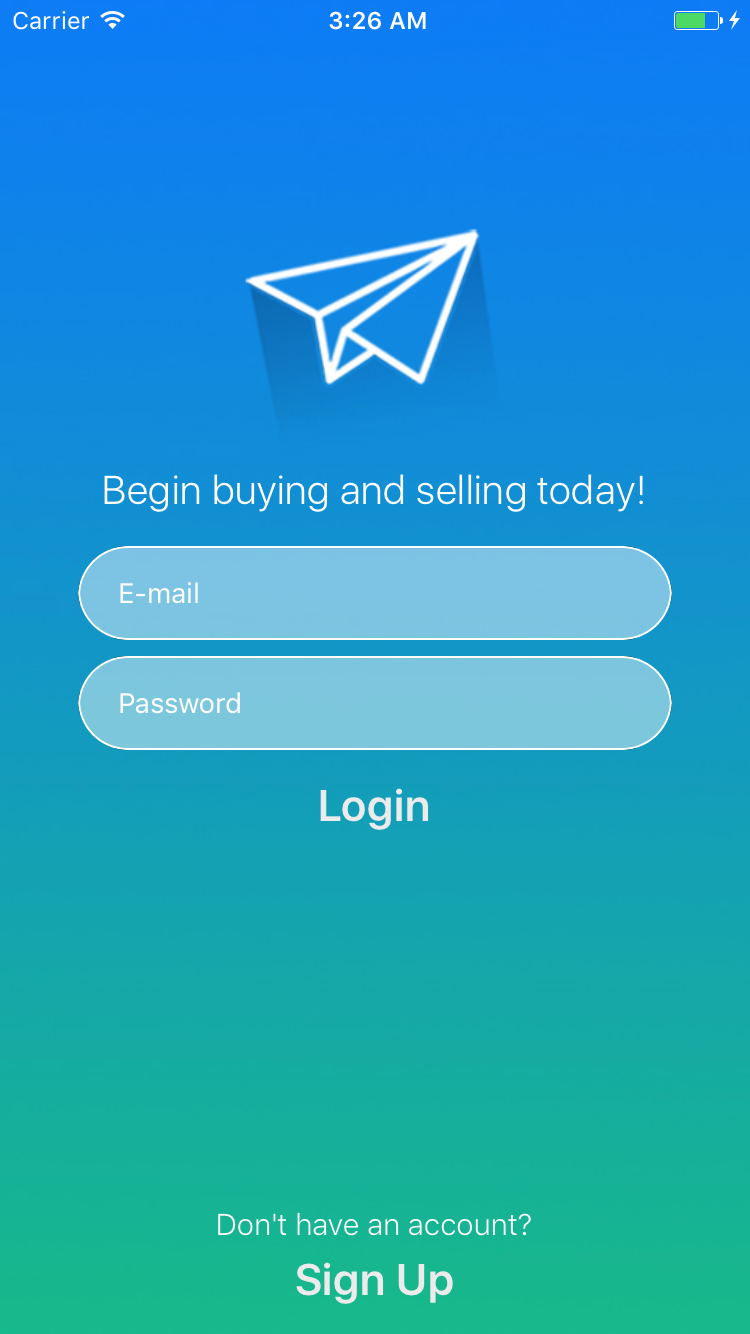 Carrier 3:26 AM
Begin buying and selling today!
E-mail
Password
Login
Don't have an account?
Sign Up